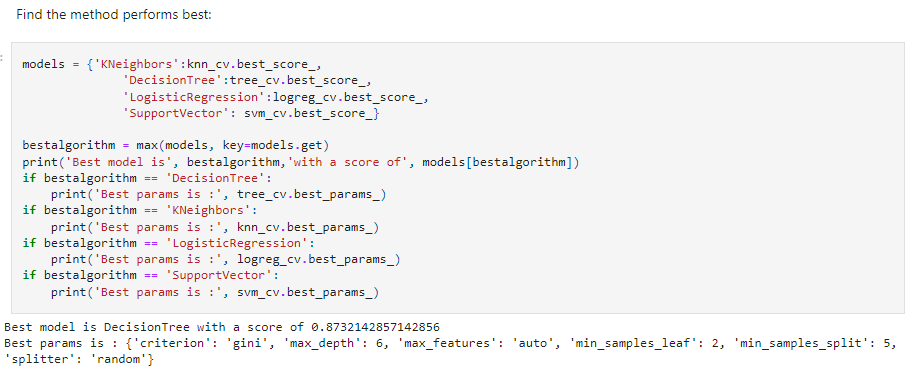 Find the method performs best:
models = {'KNeighbors':knn_cv.best_score_,
'DecisionTree':tree_cv.best_score_,
'LogisticRegression':logreg_cv.best_score_,
'SupportVector': svm_cv.best_score_}
bestalgorithm = max(models, key=models.get)
print('Best model is', bestalgorithm,'with a score of', models[bestalgorithm])
if bestalgorithm == 'DecisionTree':
print('Best params is :', tree_cv.best_params_)
if bestalgorithm == 'KNeighbors':
print('Best params is :', knn_cv.best_params_)
if bestalgorithm == 'LogisticRegression':
print('Best params is :', logreg_cv.best_params_)
if bestalgorithm == 'SupportVector':
print('Best params is :', svm_cv.best_params_)
Best model is DecisionTree with a score of 0.8732142857142856
Best params is : {'criterion': 'gini', 'max_depth': 6, 'max_features': 'auto', 'min_samples_leaf': 2, 'min_samples_split': 5,
'splitter': 'random'}